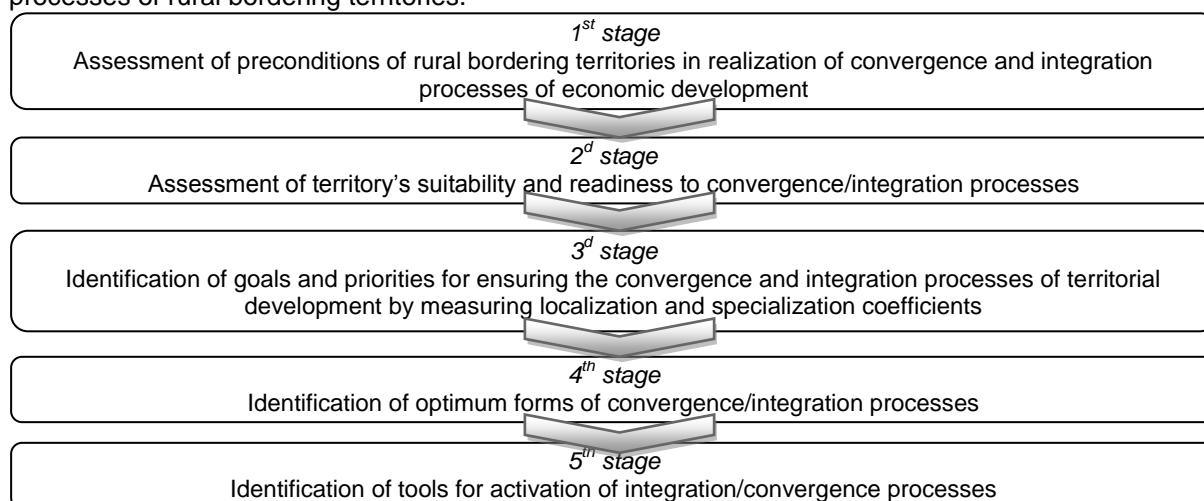 processes of rural bordering territories.
1st stage
Assessment of preconditions of rural bordering territories in realization of convergence and integration
processes of economic development
2d stage
Assessment of territory's suitability and readiness to convergence/integration processes
3d stage
Identification of goals and priorities for ensuring the convergence and integration processes of territorial
development by measuring localization and specialization coefficients
4th stage
Identification of optimum forms of convergence/integration processes
5th stage
Identification of tools for activation of integration/convergence processes